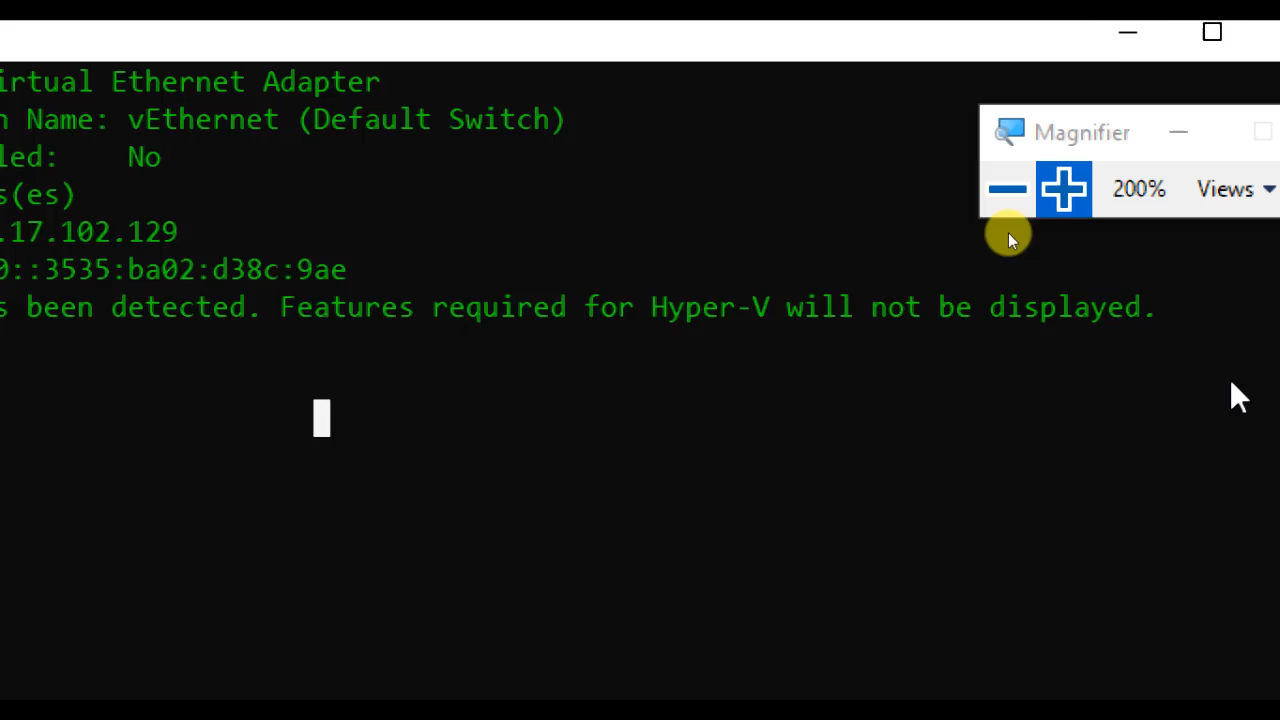 irtual Ethernet Adapter
n Name: vEthernet (Default Switch)
led: No
s(es)
.17.102.129
0::3535:ba02:d38c:9ae
s been detected. Features required for Hyper-V will not be displayed.
Magnifier
200% Views